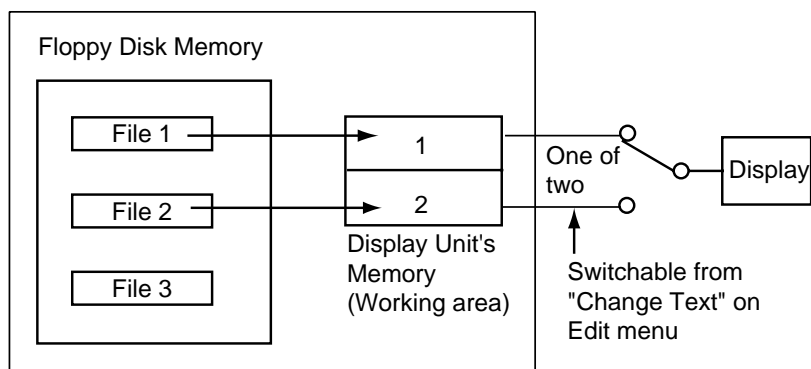 Floppy Disk Memory
File 1
File 2
File 3
1
2
Display Unit's
Memory
(Working area)
One of
two
Display
Switchable from
"Change Text" on
Edit menu